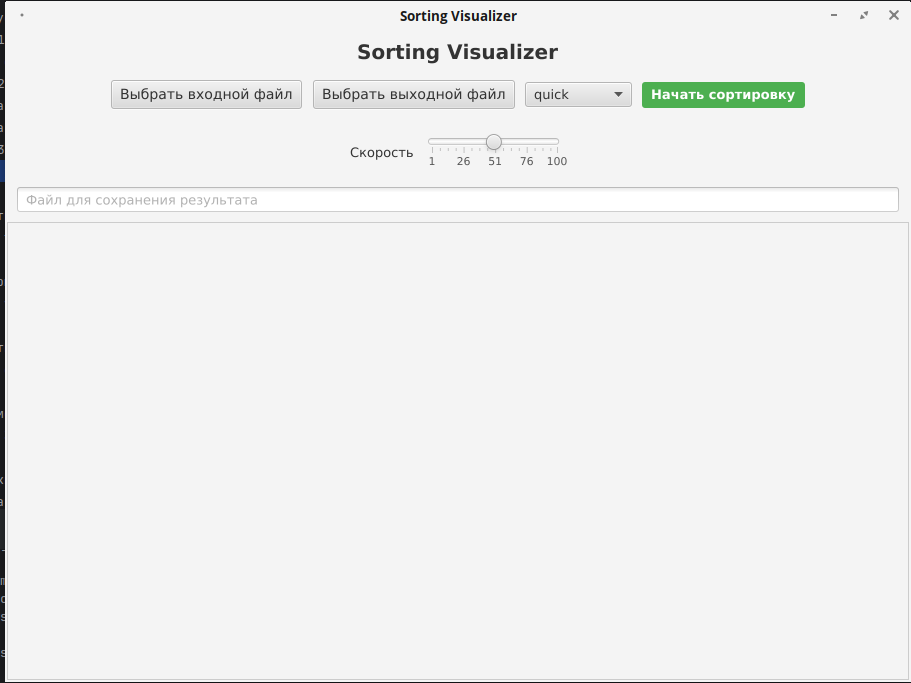 Sorting Visualizer
Sorting Visualizer
Выбрать входной файл Выбрать выходной файл quick Начать сортировку
Скорость
1 26 51 76 100
Файл для сохранения результата